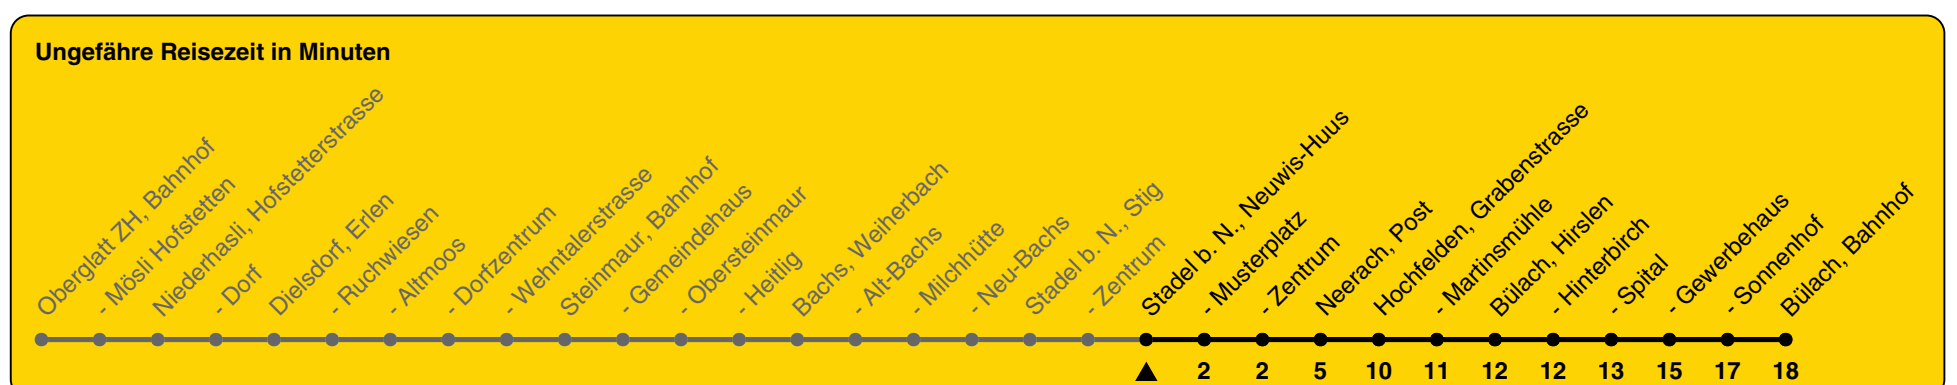 Ungefähre Reisezeit in Minuten
Oberglatt ZH, Bahnhof
- Mösli Hofstetten
Niederhasli, Hofstetterstrasse
- Dorf
Dielsdorf, Erlen
- Ruchwiesen
- Altmoos
- Dorfzentrum
- Wehntalerstrasse
Steinmaur, Bahnhof
- Gemeindehaus
- Obersteinmaur
- Heitlig
Bachs, Weiherbach
- Alt-Bachs
- Milchhütte
- Neu-Bachs
Stadel b. N., Stig
- Zentrum
Stadel b. N., Neuwis-Huus
- Musterplatz
- Zentrum
Neerach, Post
Hochfelden, Grabenstrasse
- Martinsmühle
Bülach, Hirslen
- Hinterbirch
- Spital
- Gewerbehaus
- Sonnenhof
Bülach, Bahnhof
2 2 5 10 11 12 12 13 15 17 18